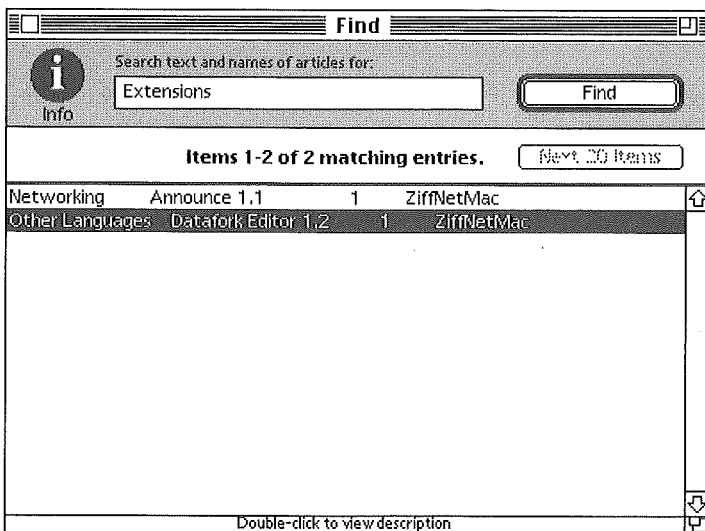 Find
Search text and names of articles for:
Extensions
Find
Info
Items 1-2 of 2 matching entries.
Next 20 Items
Networking Announce 1.1 1 ZiffNetMac
Other Languages Datafork Editor 1.2 1 ZiffNetMac
Double-click to view description